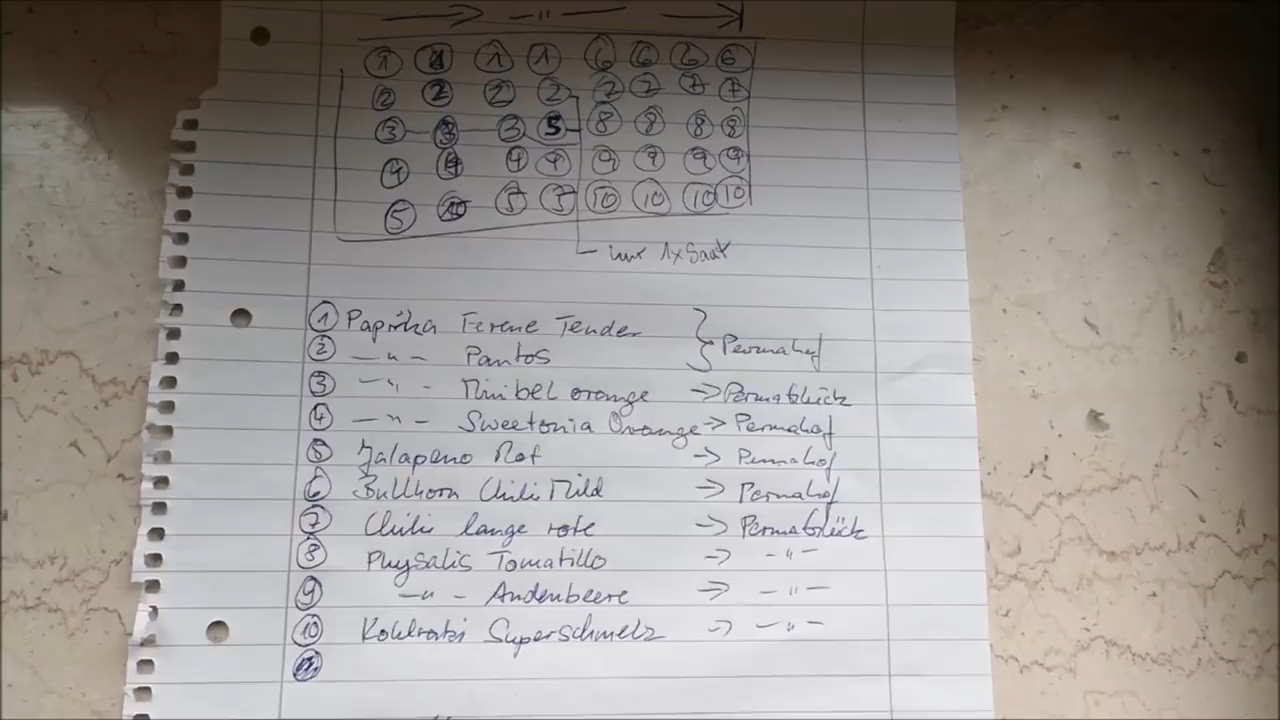 — " —
1 1 1 1 6 6 6 6
2 2 2 2 7 7 7 7
3 3 3 5 8 8 8 8
4 4 4 4 9 9 9 9
5 10 5 5 10 10 10 10
nur 1x Saat
1 Paprika Ferenc Tender } Permahof
2 — " — Pantos
3 — " — Minibel orange -> Permaglück
4 — " — Sweetonia Orange -> Permahof
5 Jalapeno Rot -> Permahof
6 Bullhorn Chili Mild -> Permahof
7 Chili lange rote -> Permaglück
8 Physalis Tomatillo -> — " —
9 — " — Andenbeere -> — " —
10 Kohlrabi Superschmelz -> — " —